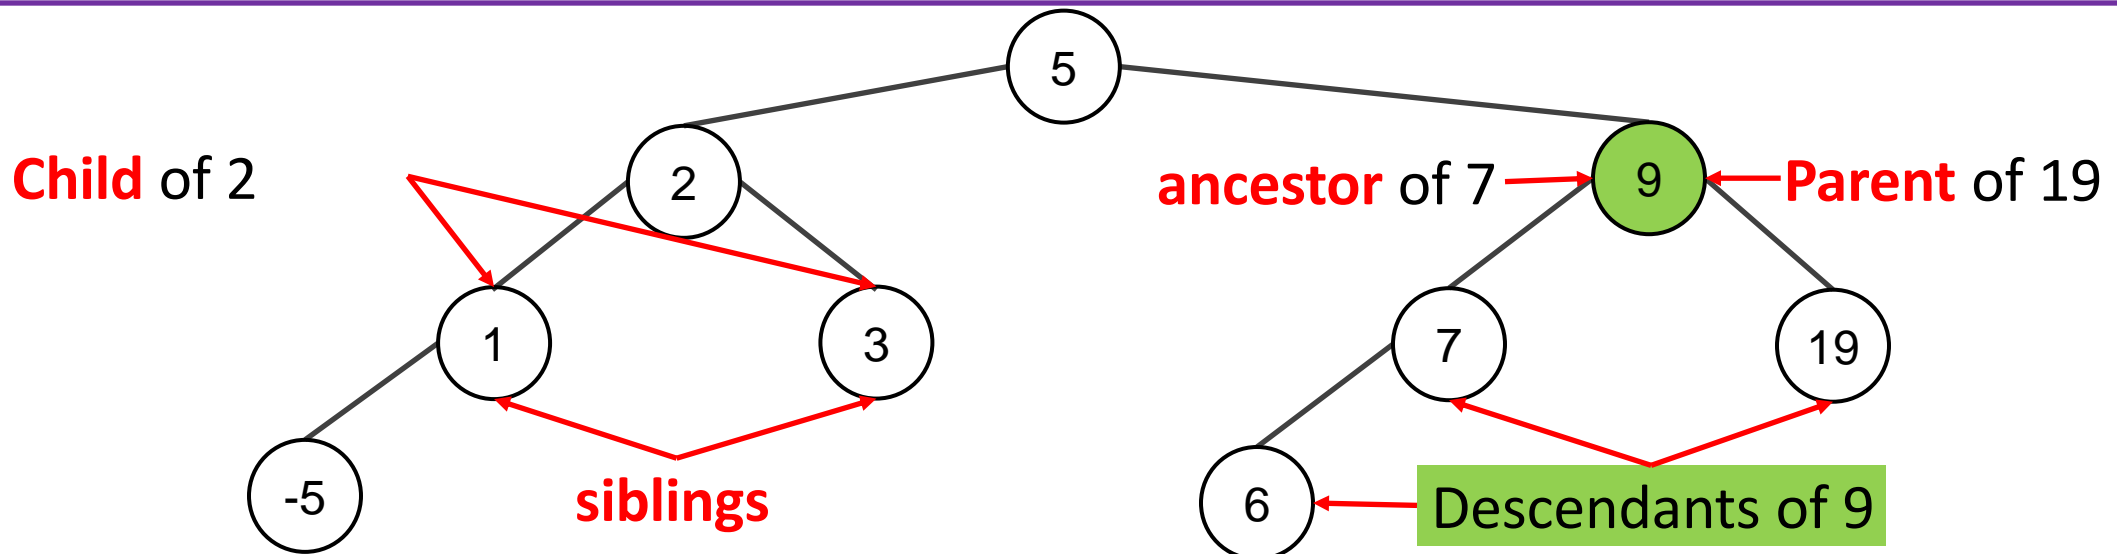 5
Child of 2
2
ancestor of 7
9
Parent of 19
1
3
7
19
-5
siblings
6
Descendants of 9